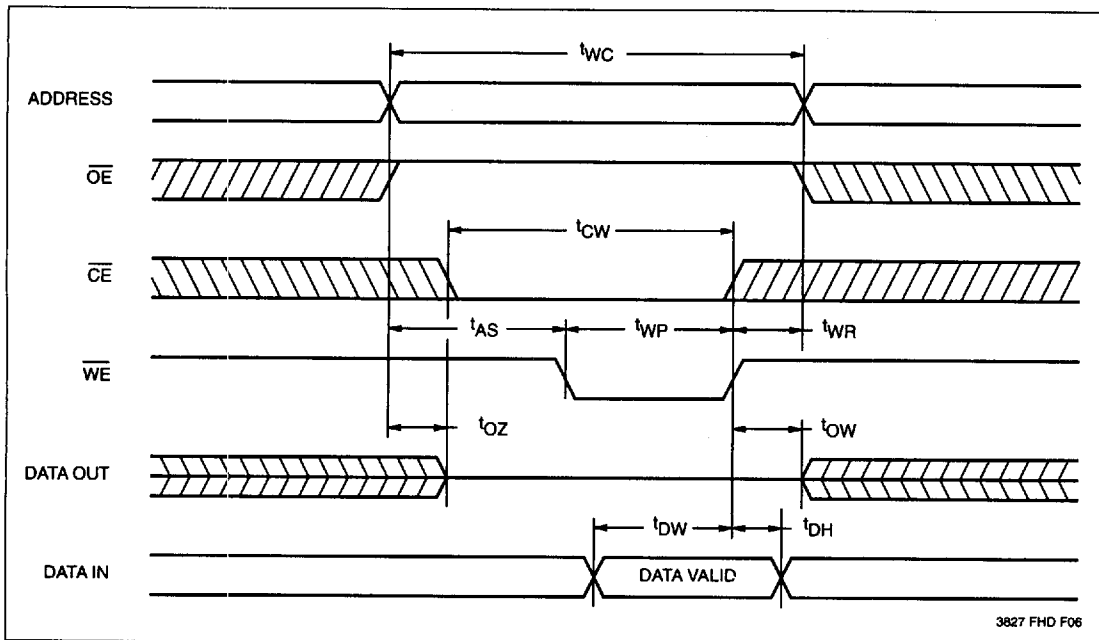 tWC
ADDRESS
OE
tCW
CE
tAS
tWP
tWR
WE
tOZ
tOW
DATA OUT
tDW
tDH
DATA IN
DATA VALID
3827 FHD F06